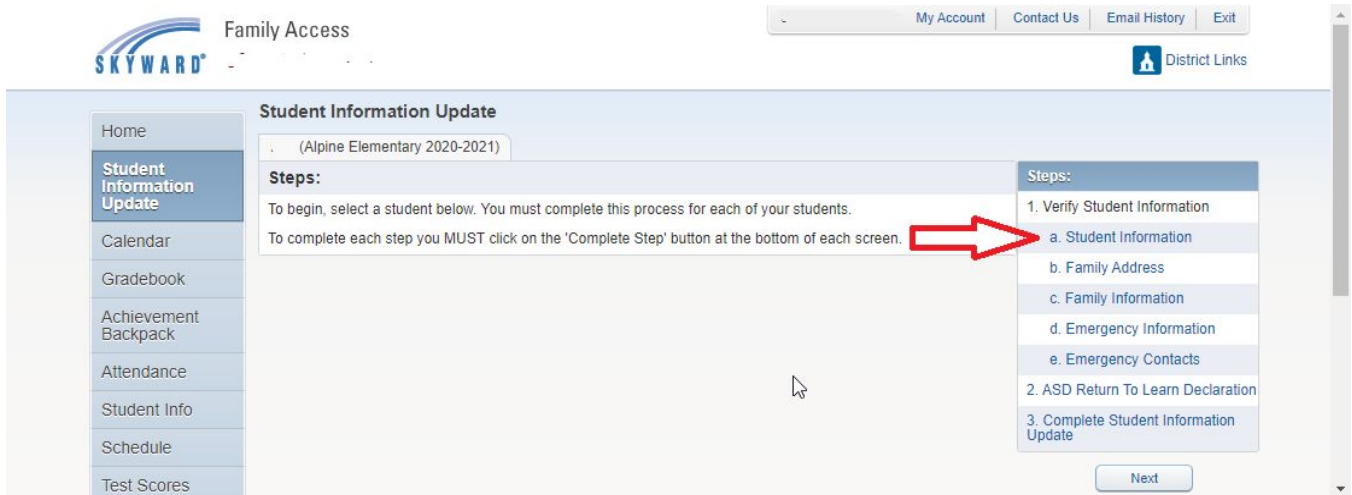 Family Access
SKYWARD®
My Account
Contact Us
Email History
Exit
District Links
Home
Student
Information
Update
Calendar
Gradebook
Achievement
Backpack
Attendance
Student Info
Schedule
Test Scores
Student Information Update
(Alpine Elementary 2020-2021)
Steps:
To begin, select a student below. You must complete this process for each of your students.
To complete each step you MUST click on the 'Complete Step' button at the bottom of each screen.
Steps:
1. Verify Student Information
a. Student Information
b. Family Address
c. Family Information
d. Emergency Information
e. Emergency Contacts
2. ASD Return To Learn Declaration
3. Complete Student Information
Update
Next